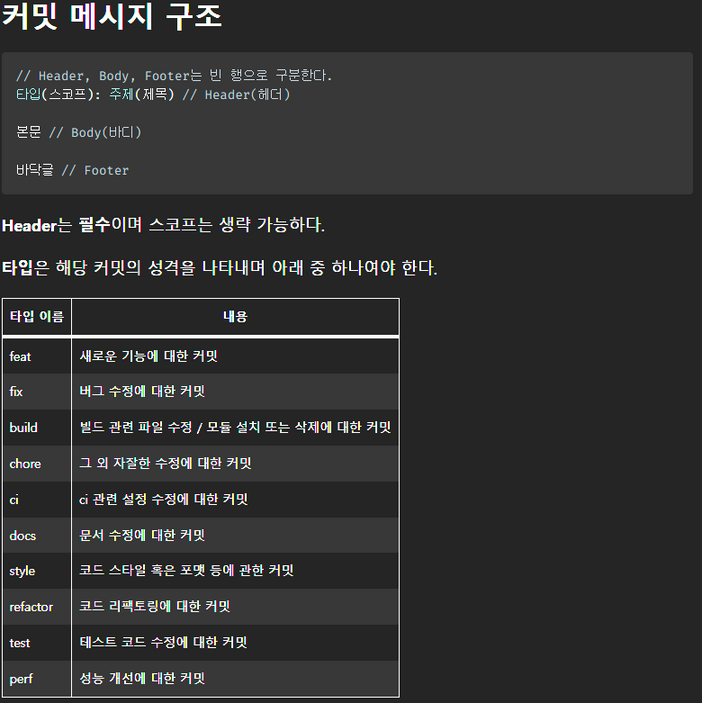 커밋 메시지 구조
// Header, Body, Footer는 빈 행으로 구분한다.
타입(스코프): 주제(제목) // Header(헤더)
본문 // Body(바디)
바닥글 // Footer
Header는 필수이며 스코프는 생략 가능하다.
타입은 해당 커밋의 성격을 나타내며 아래 중 하나여야 한다.
타입 이름 내용
feat 새로운 기능에 대한 커밋
fix 버그 수정에 대한 커밋
build 빌드 관련 파일 수정 / 모듈 설치 또는 삭제에 대한 커밋
chore 그 외 자잘한 수정에 대한 커밋
ci ci 관련 설정 수정에 대한 커밋
docs 문서 수정에 대한 커밋
style 코드 스타일 혹은 포맷 등에 관한 커밋
refactor 코드 리팩토링에 대한 커밋
test 테스트 코드 수정에 대한 커밋
perf 성능 개선에 대한 커밋